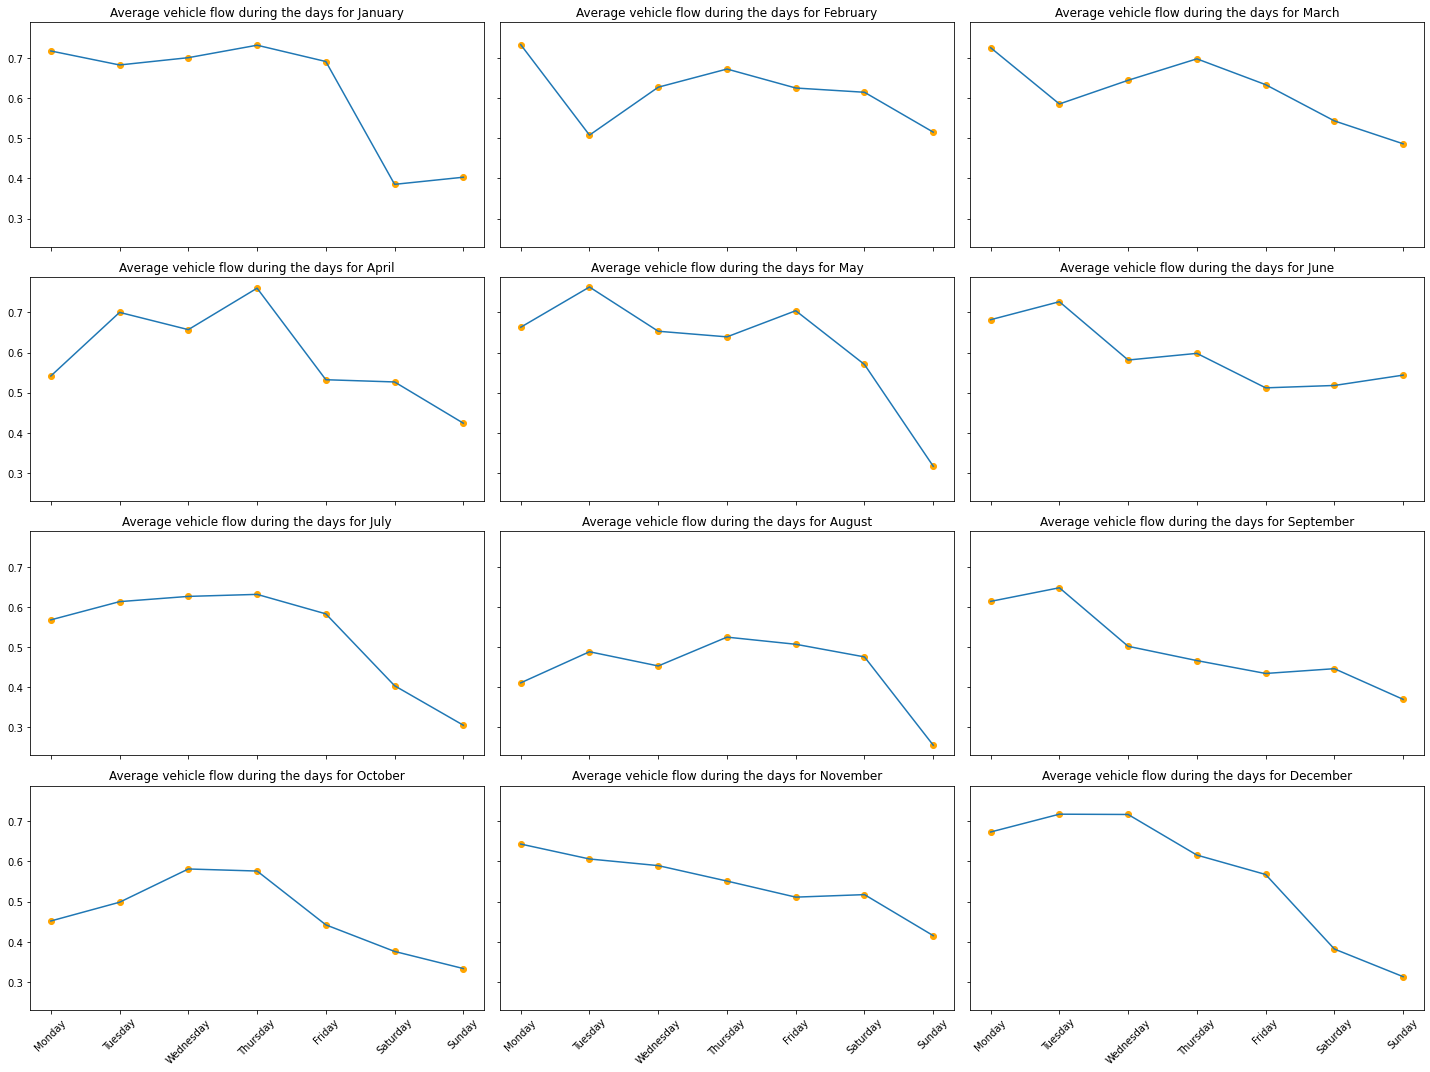 Average vehicle flow during the days for January
Average vehicle flow during the days for February
Average vehicle flow during the days for March
0.7
0.6
0.5
0.4
0.3
Average vehicle flow during the days for April
Average vehicle flow during the days for May
Average vehicle flow during the days for June
0.7
0.6
0.5
0.4
0.3
Average vehicle flow during the days for July
Average vehicle flow during the days for August
Average vehicle flow during the days for September
0.7
0.6
0.5
0.4
0.3
Average vehicle flow during the days for October
Average vehicle flow during the days for November
Average vehicle flow during the days for December
0.7
0.6
0.5
0.4
0.3
Monday
Tuesday
Wednesday
Thursday
Friday
Saturday
Sunday
Monday
Tuesday
Wednesday
Thursday
Friday
Saturday
Sunday
Monday
Tuesday
Wednesday
Thursday
Friday
Saturday
Sunday